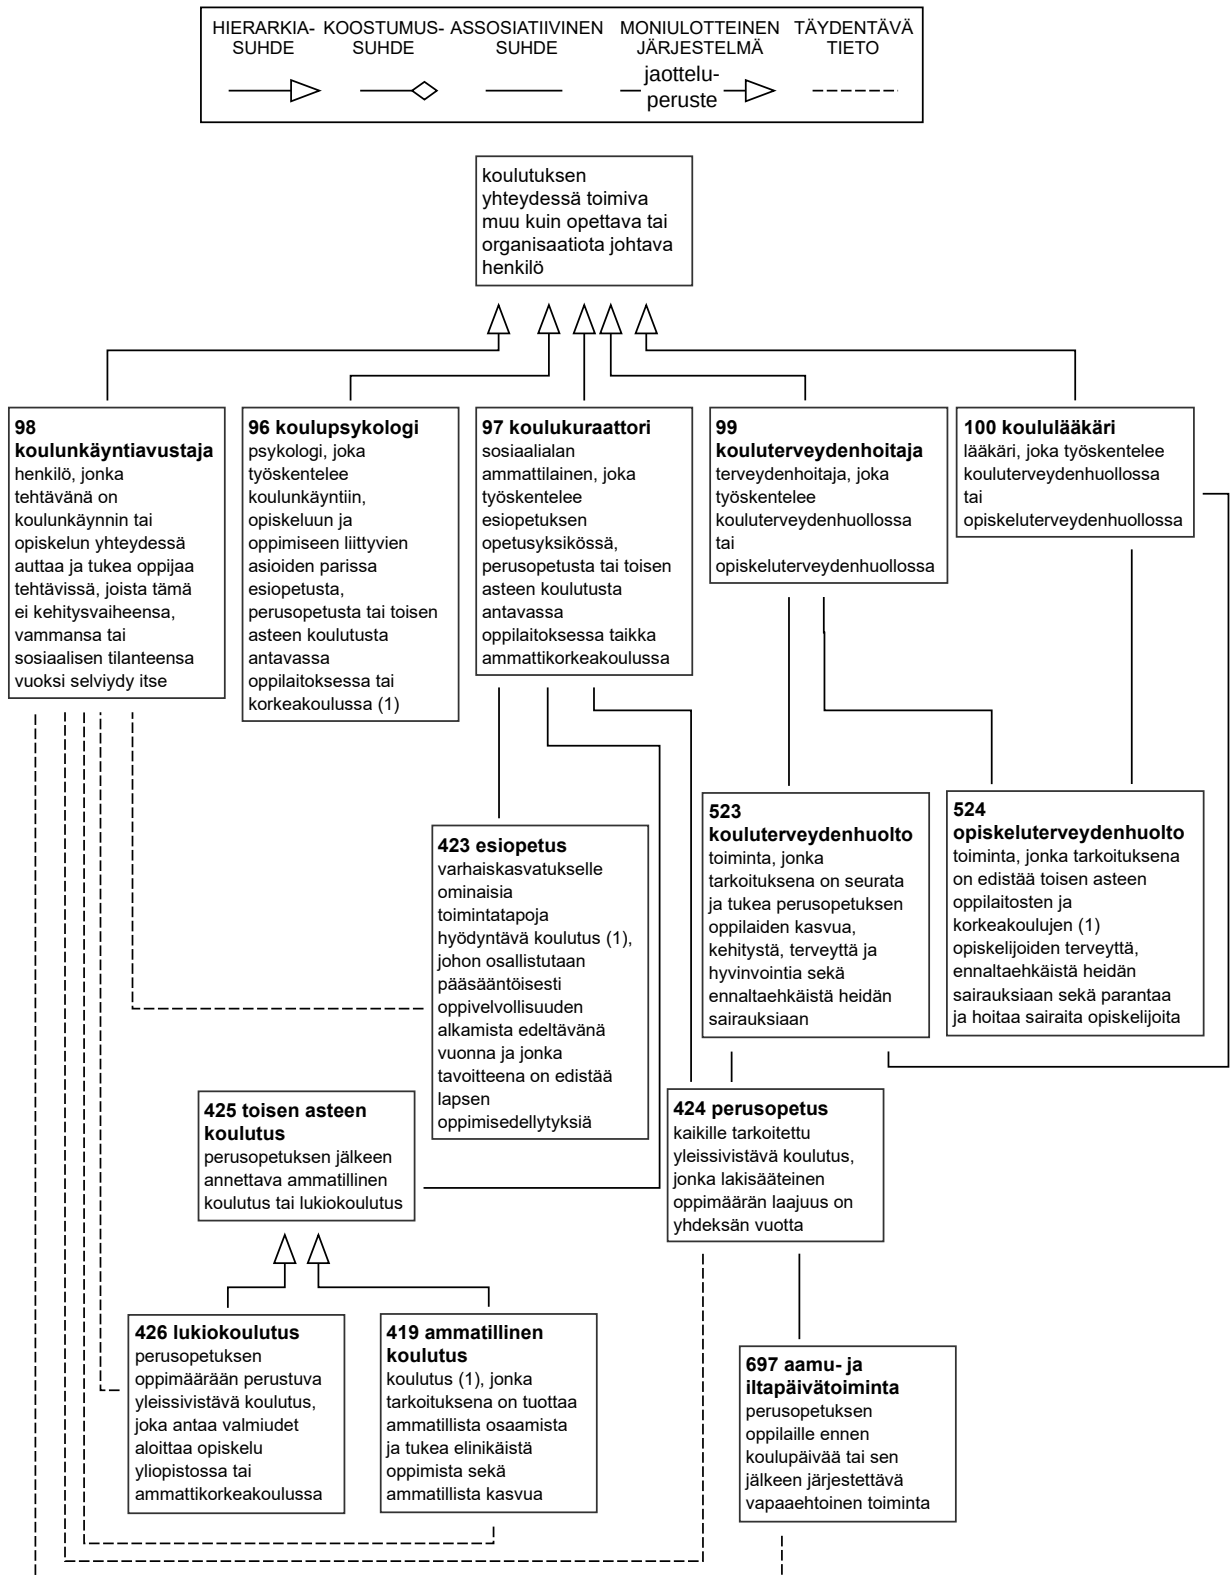 HIERARKIA-
SUHDE
KOOSTUMUS-
SUHDE
ASSOSIATIIVINEN
SUHDE
MONIULOTTEINEN
JÄRJESTELMÄ
jaottelu-
peruste
TÄYDENTÄVÄ
TIETO
koulutuksen
yhteydessä toimiva
muu kuin opettava tai
organisaatiota johtava
henkilö
98
koulunkäyntiavustaja
henkilö, jonka
tehtävänä on
koulunkäynnin tai
opiskelun yhteydessä
auttaa ja tukea oppijaa
tehtävissä, joista tämä
ei kehitysvaiheensa,
vammansa tai
sosiaalisen tilanteensa
vuoksi selviydy itse
96 koulupsykologi
psykologi, joka
työskentelee
koulunkäyntiin,
opiskeluun ja
oppimiseen liittyvien
asioiden parissa
esiopetusta,
perusopetusta tai toisen
asteen koulutusta
antavassa
oppilaitoksessa tai
korkeakoulussa (1)
97 koulukuraattori
sosiaalialan
ammattilainen, joka
työskentelee
esiopetuksen
opetusyksikössä,
perusopetusta tai toisen
asteen koulutusta
antavassa
oppilaitoksessa taikka
ammattikorkeakoulussa
99
kouluterveydenhoitaja
terveydenhoitaja, joka
työskentelee
kouluterveydenhuollossa
tai
opiskeluterveydenhuollossa
100 koululääkäri
lääkäri, joka työskentelee
kouluterveydenhuollossa
tai
opiskeluterveydenhuollossa
423 esiopetus
varhaiskasvatukselle
ominaisia
toimintatapoja
hyödyntävä koulutus (1),
johon osallistutaan
pääsääntöisesti
oppivelvollisuuden
alkamista edeltävänä
vuonna ja jonka
tavoitteena on edistää
lapsen
oppimisedellytyksiä
523
kouluterveydenhuolto
toiminta, jonka
tarkoituksena on seurata
ja tukea perusopetuksen
oppilaiden kasvua,
kehitystä, terveyttä ja
hyvinvointia sekä
ennaltaehkäistä heidän
sairauksiaan
524
opiskeluterveydenhuolto
toiminta, jonka tarkoituksena
on edistää toisen asteen
oppilaitosten ja
korkeakoulujen (1)
opiskelijoiden terveyttä,
ennaltaehkäistä heidän
sairauksiaan sekä parantaa
ja hoitaa sairaita opiskelijoita
425 toisen asteen
koulutus
perusopetuksen jälkeen
annettava ammatillinen
koulutus tai lukiokoulutus
424 perusopetus
kaikille tarkoitettu
yleissivistävä koulutus,
jonka lakisääteinen
oppimäärän laajuus on
yhdeksän vuotta
426 lukiokoulutus
perusopetuksen
oppimäärään perustuva
yleissivistävä koulutus,
joka antaa valmiudet
aloittaa opiskelu
yliopistossa tai
ammattikorkeakoulussa
419 ammatillinen
koulutus
koulutus (1), jonka
tarkoituksena on tuottaa
ammatillista osaamista
ja tukea elinikäistä
oppimista sekä
ammatillista kasvua
697 aamu- ja
iltapäivätoiminta
perusopetuksen
oppilaille ennen
koulupäivää tai sen
jälkeen järjestettävä
vapaaehtoinen toiminta